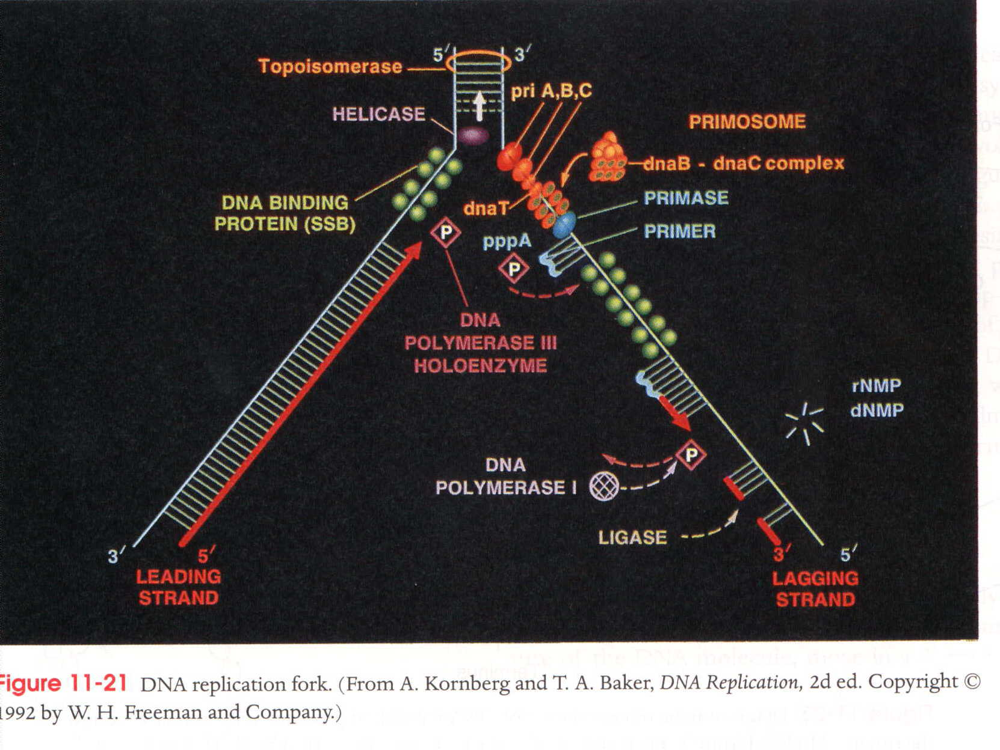 5′ 3′
Topoisomerase
pri A,B,C
HELICASE
PRIMOSOME
dnaB - dnaC complex
DNA BINDING
PROTEIN (SSB)
dnaT
PRIMASE
P
pppA
PRIMER
P
DNA
POLYMERASE III
HOLOENZYME
rNMP
dNMP
P
DNA
POLYMERASE I
LIGASE
3′ 5′ 3′ 5′
LEADING
STRAND
LAGGING
STRAND
Figure 11-21 DNA replication fork. (From A. Kornberg and T. A. Baker, DNA Replication, 2d ed. Copyright ©
1992 by W. H. Freeman and Company.)